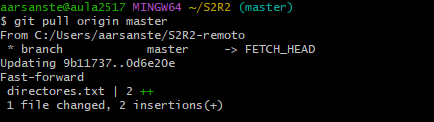 aarsanste@aula2517 MINGW64 ~/S2R2 (master)
$ git pull origin master
From C:/Users/aarsanste/S2R2-remoto
 * branch            master     -> FETCH_HEAD
Updating 9b11737..0d6e20e
Fast-forward
 directores.txt | 2 ++
 1 file changed, 2 insertions(+)